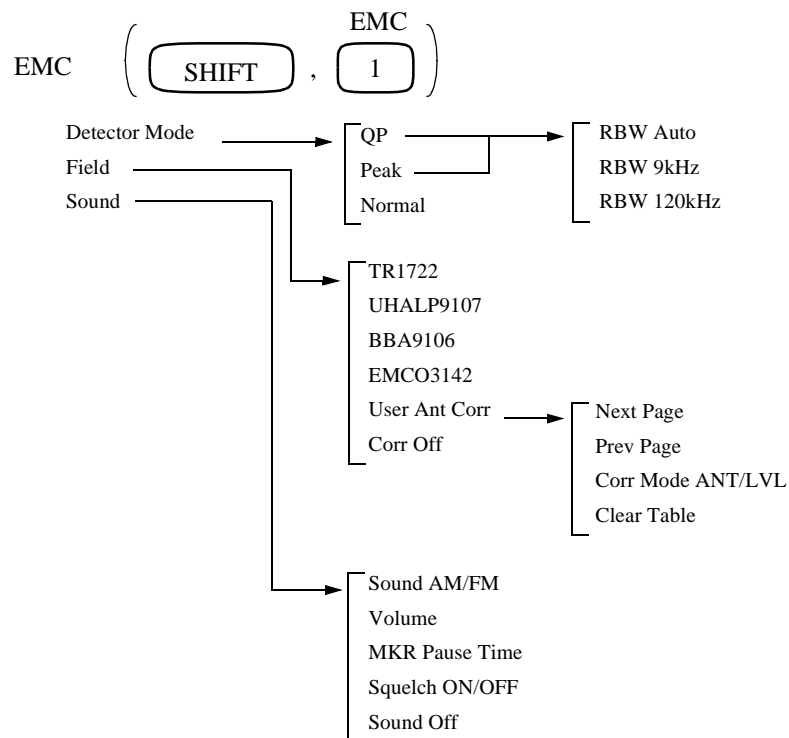 EMC
EMC ( SHIFT , 1 )
Detector Mode
Field
Sound
QP
Peak
Normal
RBW Auto
RBW 9kHz
RBW 120kHz
TR1722
UHALP9107
BBA9106
EMCO3142
User Ant Corr
Corr Off
Next Page
Prev Page
Corr Mode ANT/LVL
Clear Table
Sound AM/FM
Volume
MKR Pause Time
Squelch ON/OFF
Sound Off